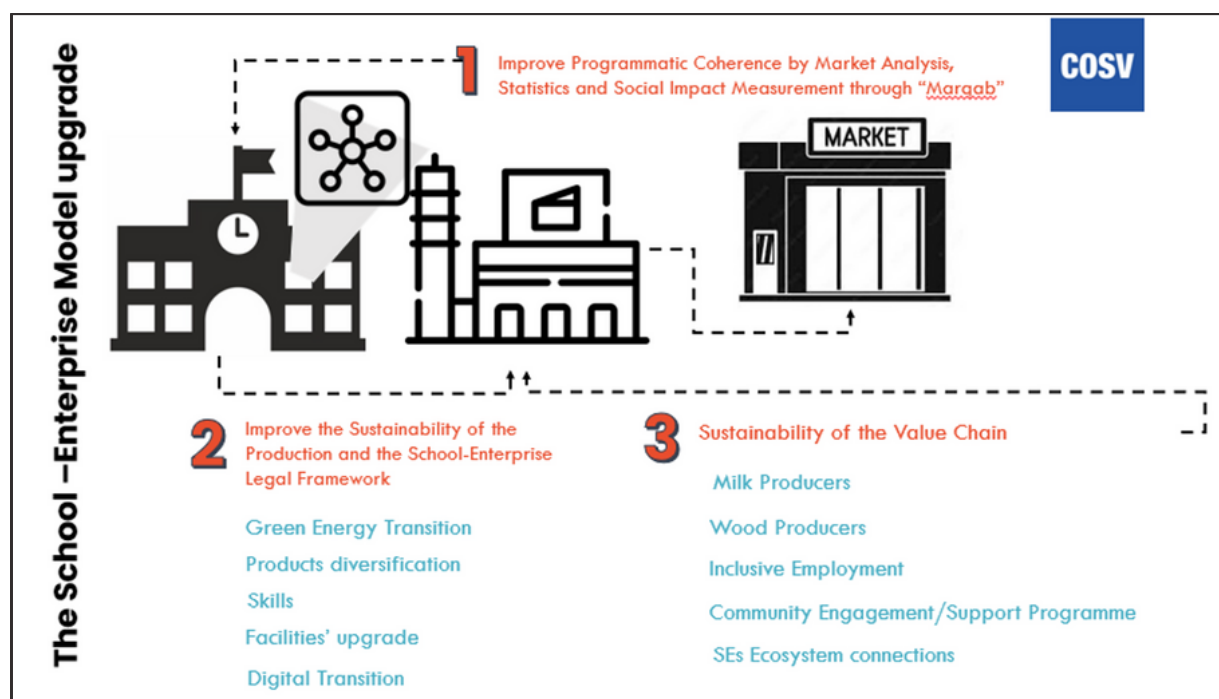 The School –Enterprise Model upgrade
1
Improve Programmatic Coherence by Market Analysis,
Statistics and Social Impact Measurement through “Marqab”
COSV
MARKET
2
Improve the Sustainability of the
Production and the School-Enterprise
Legal Framework
Green Energy Transition
Products diversification
Skills
Facilities’ upgrade
Digital Transition
3
Sustainability of the Value Chain
Milk Producers
Wood Producers
Inclusive Employment
Community Engagement/Support Programme
SEs Ecosystem connections